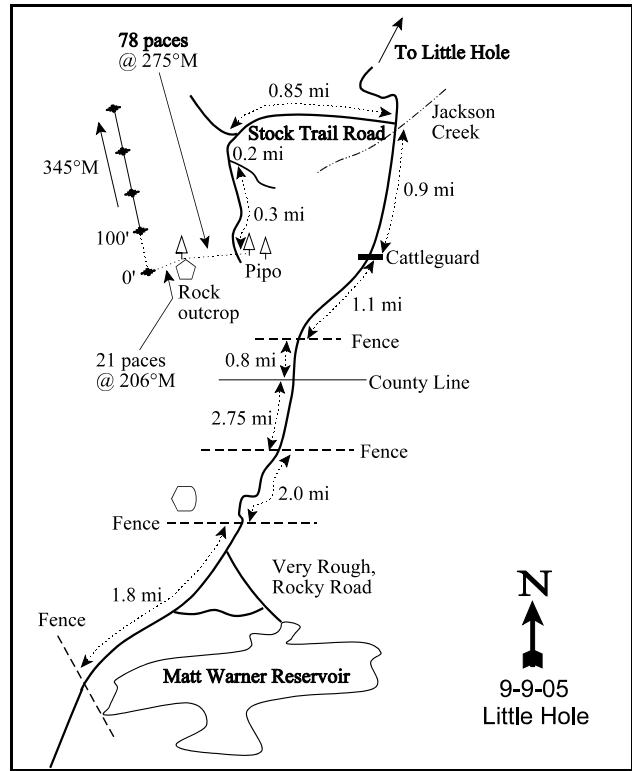 78 paces
@ 275°M
To Little Hole
0.85 mi
Jackson
Creek
Stock Trail Road
0.2 mi
345°M
0.9 mi
0.3 mi
100'
Cattleguard
Pipo
0'
Rock
outcrop
1.1 mi
Fence
21 paces
@ 206°M
0.8 mi
County Line
2.75 mi
Fence
2.0 mi
Fence
Very Rough,
Rocky Road
1.8 mi
Fence
N
Matt Warner Reservoir
9-9-05
Little Hole